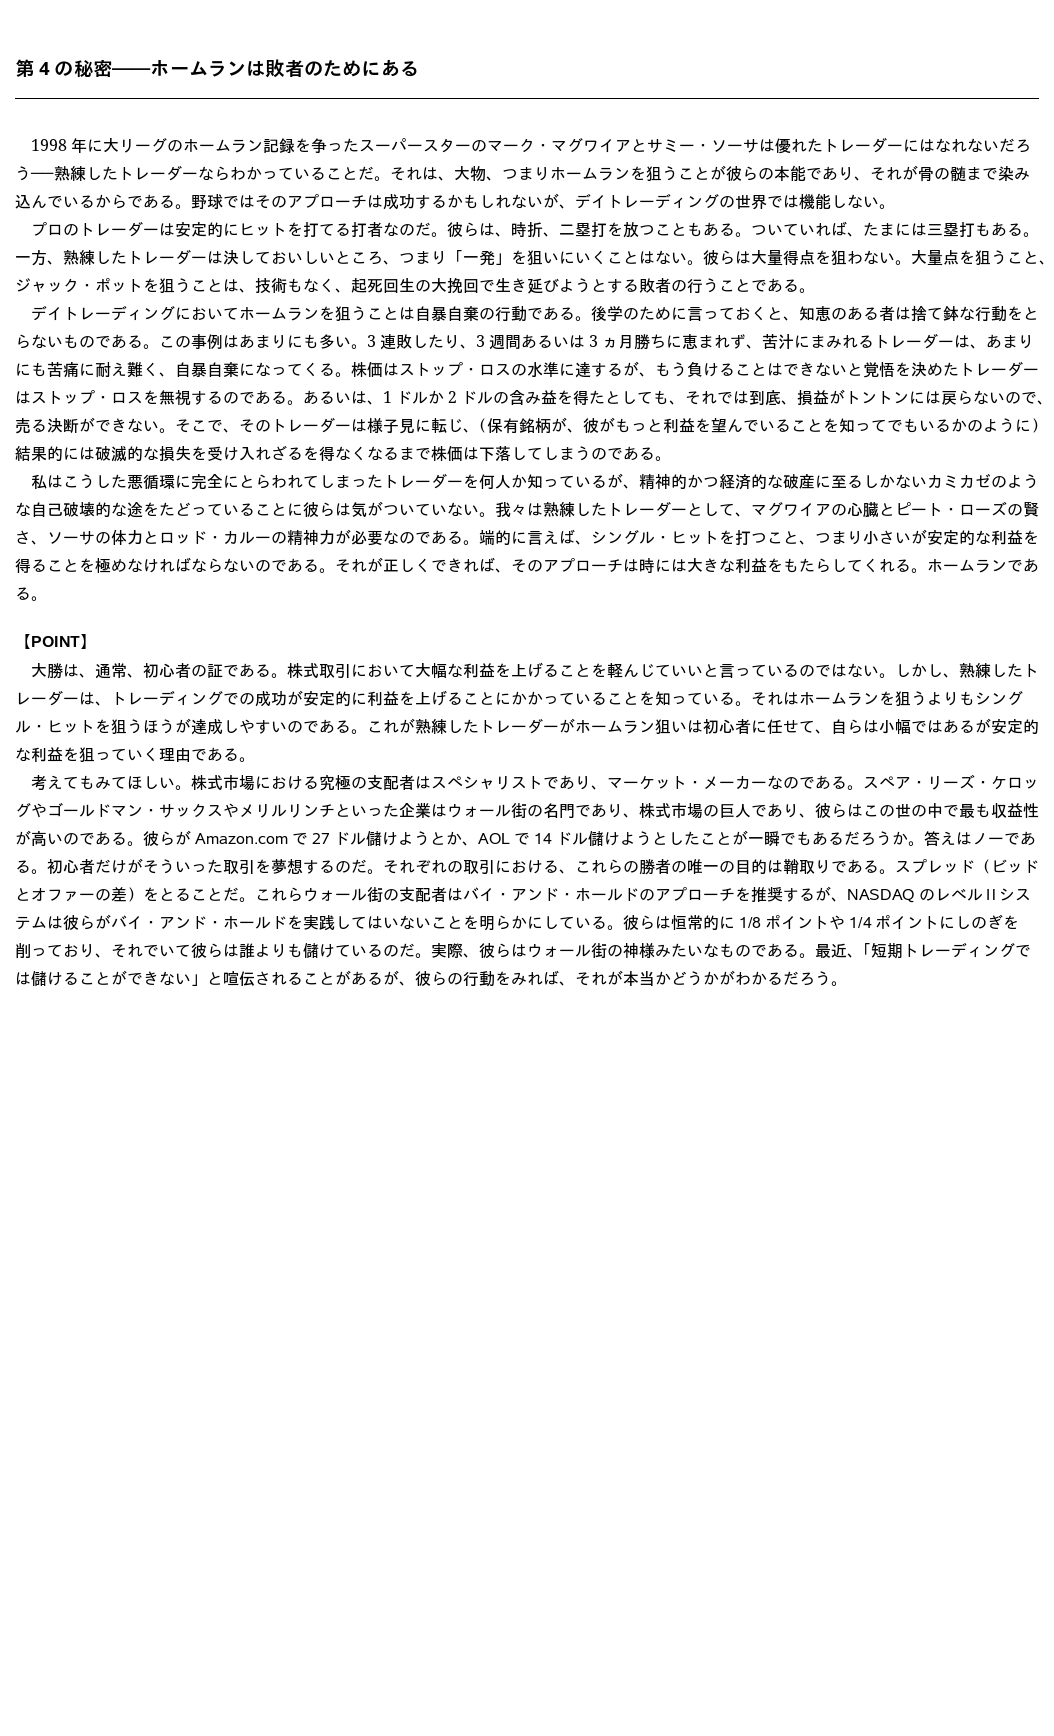 第４の秘密――ホームランは敗者のためにある
　1998 年に大リーグのホームラン記録を争ったスーパースターのマーク・マグワイアとサミー・ソーサは優れたトレーダーにはなれないだろ
う──熟練したトレーダーならわかっていることだ。それは、大物、つまりホームランを狙うことが彼らの本能であり、それが骨の髄まで染み
込んでいるからである。野球ではそのアプローチは成功するかもしれないが、デイトレーディングの世界では機能しない。
　プロのトレーダーは安定的にヒットを打てる打者なのだ。彼らは、時折、二塁打を放つこともある。ついていれば、たまには三塁打もある。
一方、熟練したトレーダーは決しておいしいところ、つまり「一発」を狙いにいくことはない。彼らは大量得点を狙わない。大量点を狙うこと、
ジャック・ポットを狙うことは、技術もなく、起死回生の大挽回で生き延びようとする敗者の行うことである。
　デイトレーディングにおいてホームランを狙うことは自暴自棄の行動である。後学のために言っておくと、知恵のある者は捨て鉢な行動をと
らないものである。この事例はあまりにも多い。3 連敗したり、3 週間あるいは 3 ヵ月勝ちに恵まれず、苦汁にまみれるトレーダーは、あまり
にも苦痛に耐え難く、自暴自棄になってくる。株価はストップ・ロスの水準に達するが、もう負けることはできないと覚悟を決めたトレーダー
はストップ・ロスを無視するのである。あるいは、1 ドルか 2 ドルの含み益を得たとしても、それでは到底、損益がトントンには戻らないので、
売る決断ができない。そこで、そのトレーダーは様子見に転じ、（保有銘柄が、彼がもっと利益を望んでいることを知ってでもいるかのように）
結果的には破滅的な損失を受け入れざるを得なくなるまで株価は下落してしまうのである。
　私はこうした悪循環に完全にとらわれてしまったトレーダーを何人か知っているが、精神的かつ経済的な破産に至るしかないカミカゼのよう
な自己破壊的な途をたどっていることに彼らは気がついていない。我々は熟練したトレーダーとして、マグワイアの心臓とピート・ローズの賢
さ、ソーサの体力とロッド・カルーの精神力が必要なのである。端的に言えば、シングル・ヒットを打つこと、つまり小さいが安定的な利益を
得ることを極めなければならないのである。それが正しくできれば、そのアプローチは時には大きな利益をもたらしてくれる。ホームランであ
る。
【POINT】
　大勝は、通常、初心者の証である。株式取引において大幅な利益を上げることを軽んじていいと言っているのではない。しかし、熟練したト
レーダーは、トレーディングでの成功が安定的に利益を上げることにかかっていることを知っている。それはホームランを狙うよりもシング
ル・ヒットを狙うほうが達成しやすいのである。これが熟練したトレーダーがホームラン狙いは初心者に任せて、自らは小幅ではあるが安定的
な利益を狙っていく理由である。
　考えてもみてほしい。株式市場における究極の支配者はスペシャリストであり、マーケット・メーカーなのである。スペア・リーズ・ケロッ
グやゴールドマン・サックスやメリルリンチといった企業はウォール街の名門であり、株式市場の巨人であり、彼らはこの世の中で最も収益性
が高いのである。彼らが Amazon.com で 27 ドル儲けようとか、AOL で 14 ドル儲けようとしたことが一瞬でもあるだろうか。答えはノーであ
る。初心者だけがそういった取引を夢想するのだ。それぞれの取引における、これらの勝者の唯一の目的は鞘取りである。スプレッド（ビッド
とオファーの差）をとることだ。これらウォール街の支配者はバイ・アンド・ホールドのアプローチを推奨するが、NASDAQ のレベルⅡシス
テムは彼らがバイ・アンド・ホールドを実践してはいないことを明らかにしている。彼らは恒常的に 1/8 ポイントや 1/4 ポイントにしのぎを
削っており、それでいて彼らは誰よりも儲けているのだ。実際、彼らはウォール街の神様みたいなものである。最近、「短期トレーディングで
は儲けることができない」と喧伝されることがあるが、彼らの行動をみれば、それが本当かどうかがわかるだろう。